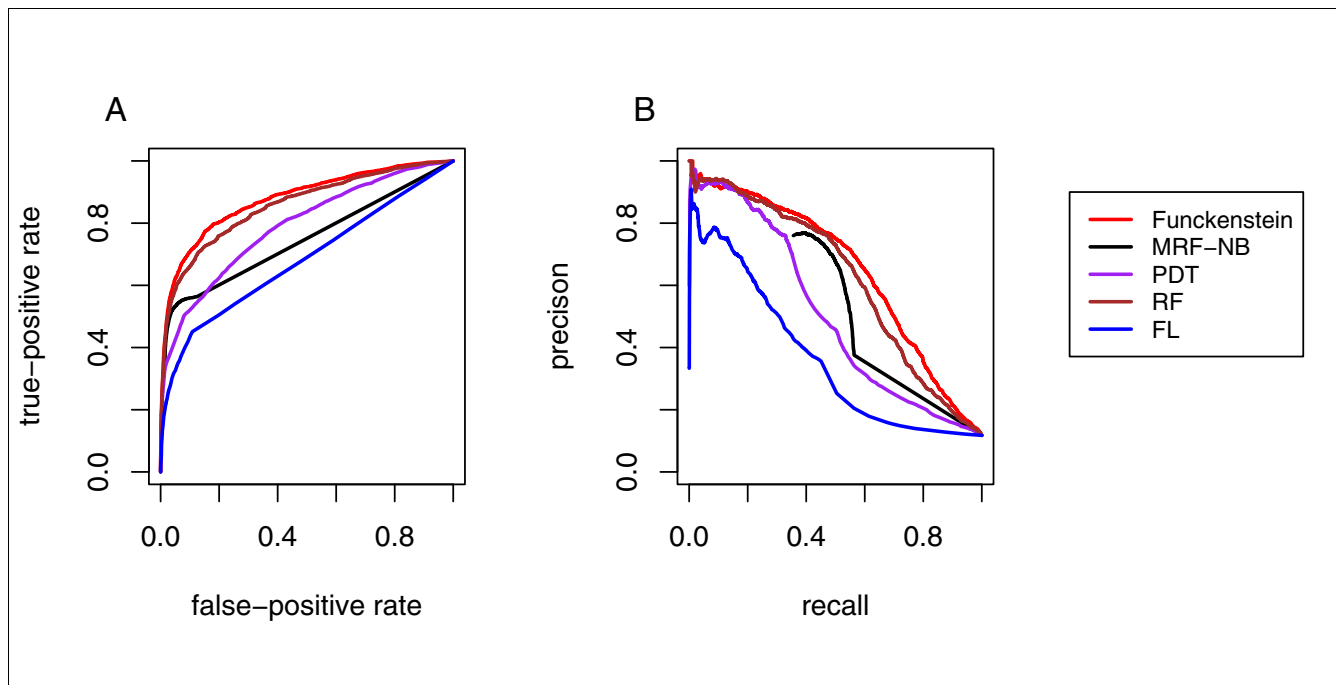 A
true−positive rate
0.0
0.4
0.8
0.0
0.4
0.8
false−positive rate
B
precison
0.0
0.4
0.8
0.0
0.4
0.8
recall
Funckenstein
MRF−NB
PDT
RF
FL